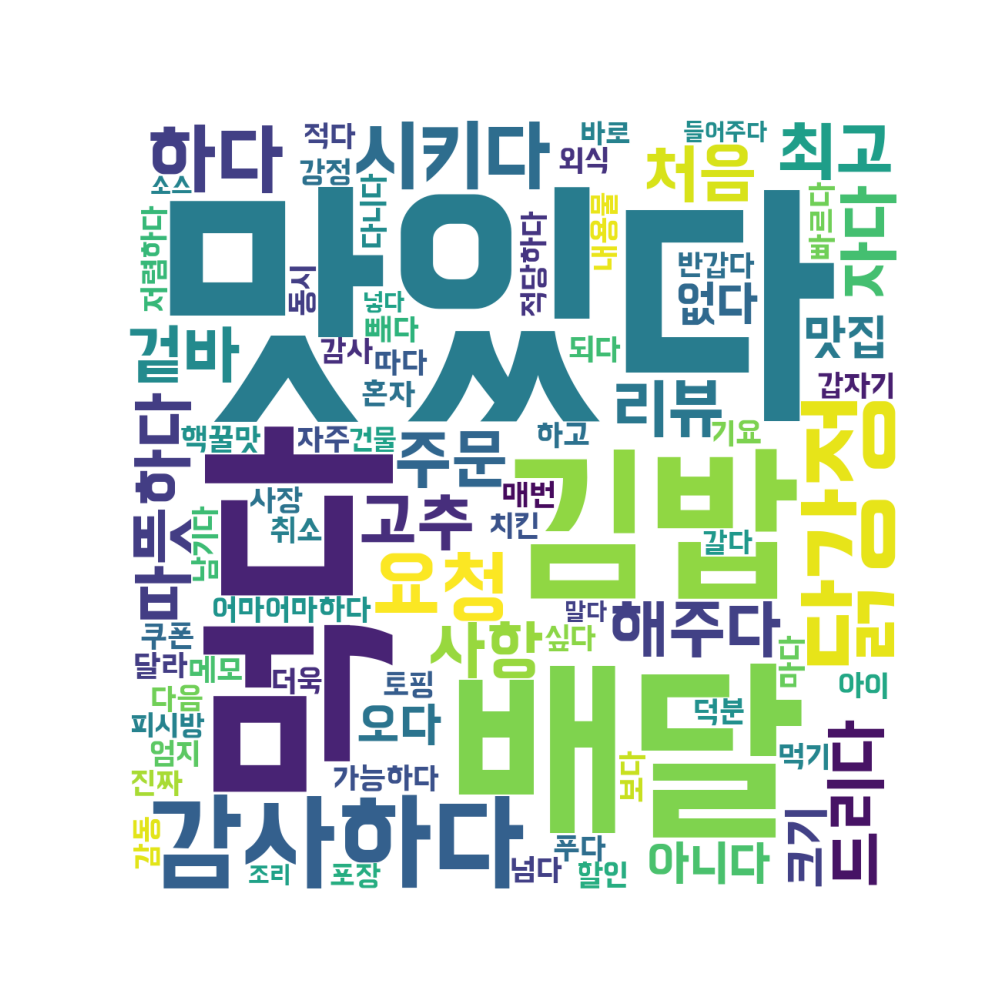 하다
적다
시키다
바로
들어주다
최고
강정
외식
처음
소스
다니다
맛있다
저렴하다
동시
적당하다
내용물
반갑다
없다
빠르다
자다
넣다
빼다
겉바
감사
따다
되다
맛집
혼자
리뷰
갑자기
따뜻하다
핵꿀맛
자주
건물
주문
하고
기요
닭강정
먹다
사장
취소
고추
매번
치킨
김밥
갈다
남기다
요청
어마어마하다
말다
해주다
쿠폰
사항
싶다
달라
메모
더욱
토핑
마다
아이
다음
배달
피시방
오다
덕분
엄지
먹기
진짜
가능하다
보다
드리다
감동
감사하다
푸다
아니다
크기
조리
포장
넘다
할인